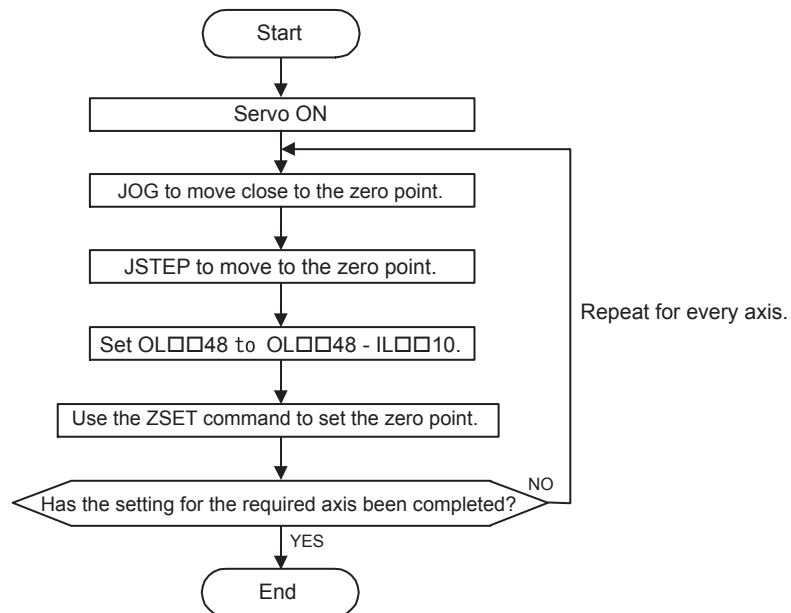 Start
Servo ON
JOG to move close to the zero point.
JSTEP to move to the zero point.
Repeat for every axis.
Set OL□□48 to OL□□48 - IL□□10.
Use the ZSET command to set the zero point.
Has the setting for the required axis been completed?
NO
YES
End